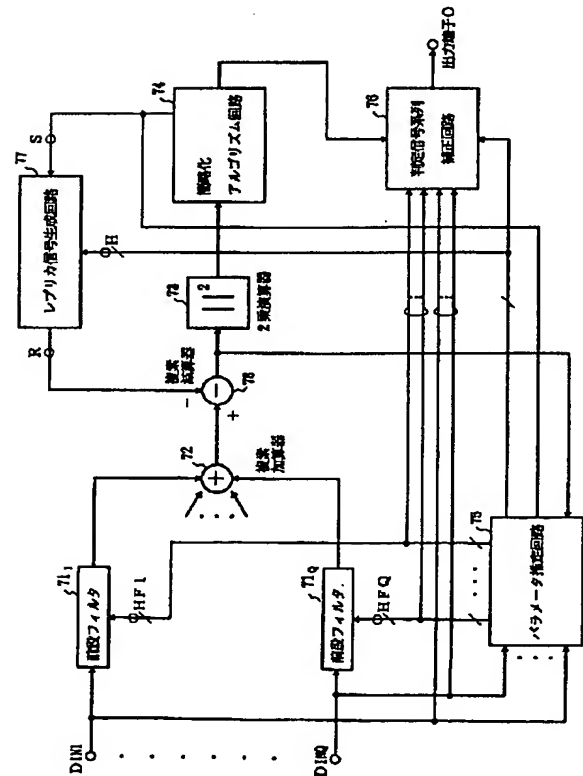 DIN1
DINQ
前段フィルタ
71₁
前段フィルタ
71Q
HF1
HFQ
72
複素
加算器
複素
減算器
78
-
+
R
レプリカ信号生成回路
77
S
H
73
||²
2乗演算器
74
簡略化
アルゴリズム回路
パラメータ推定回路
75
76
判定信号系列
補正回路
出力端子O